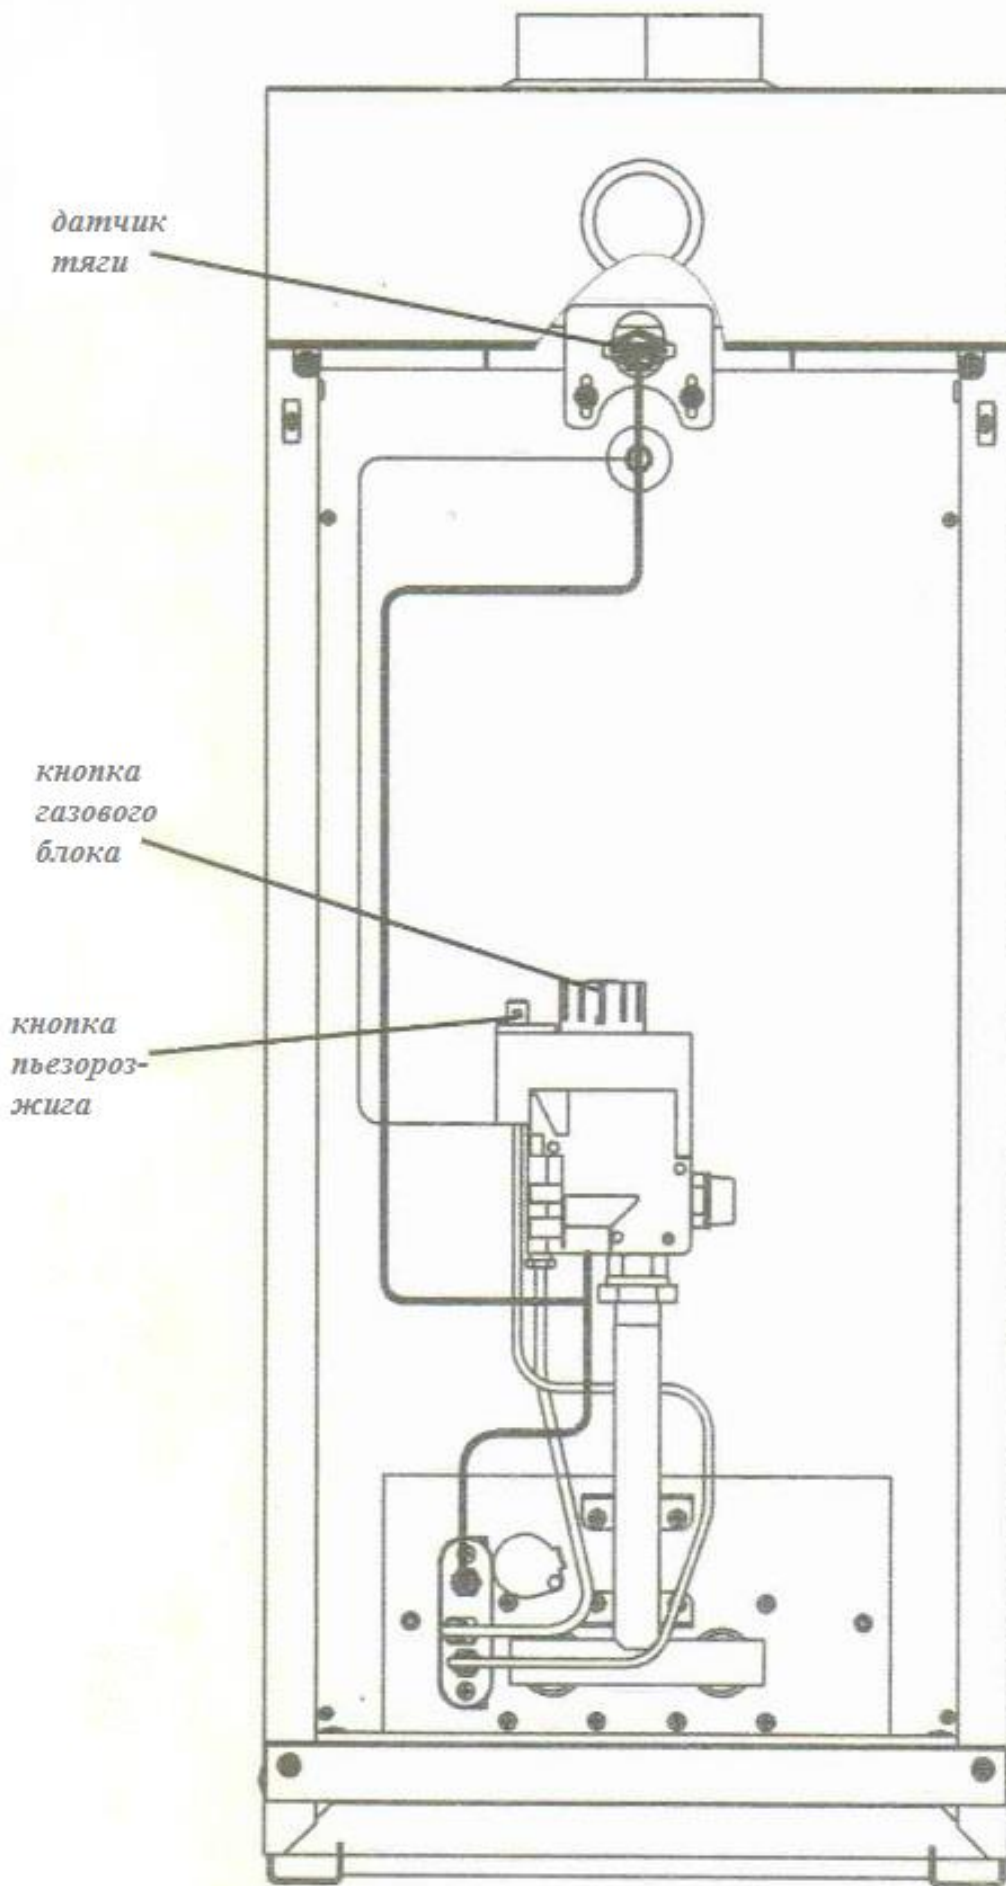 датчик
тяги
кнопка
газового
блока
кнопка
пьезороз-
жига